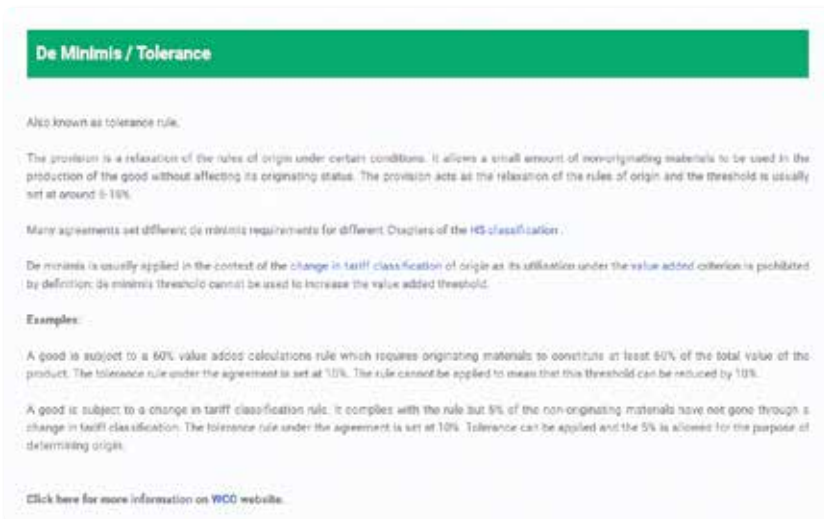 De Minimis / Tolerance
Also known as tolerance rule.
The provision is a relaxation of the rules of origin under certain conditions. It allows a small amount of non-originating materials to be used in the
production of the good without affecting its originating status. The provision acts as the relaxation of the rules of origin and the threshold is usually
set at around
Many agreements set different de minimis requirements for different Chapters of the HS classification .
De minimis is usually applied in the context of the change in tariff classification of origin as its utilisation under the value added criterion is prohibited
by definition: de minimis threshold cannot be used to increase the value added threshold.
Examples:
A good is subject to a 60% value added calculations rule which requires originating materials to constitute at least 60% of the total value of the
product. The tolerance rule under the agreement is set at 10%. The rule cannot be applied to mean that this threshold can be reduced by 10%.
A good is subject to a change in tariff classification rule. It complies with the rule but 5% of the non-originating materials have not gone through a
change in tariff classification. The tolerance rule under the agreement is set at 10%. Tolerance can be applied and the 5% is allowed for the purpose of
determining origin.
Click here for more information on WCO website.